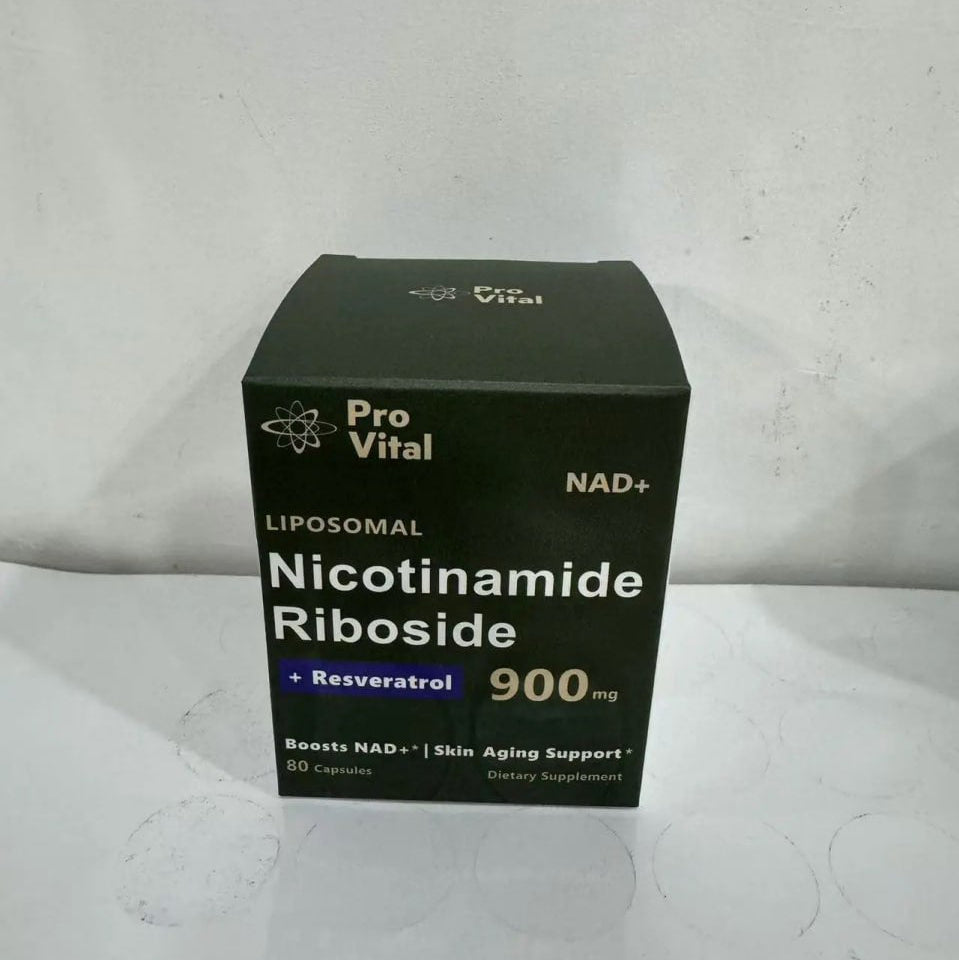 Pro
Vital
Pro
Vital
NAD+
LIPOSOMAL
Nicotinamide
Riboside
+ Resveratrol 900mg
Boosts NAD+* | Skin Aging Support*
80 Capsules Dietary Supplement